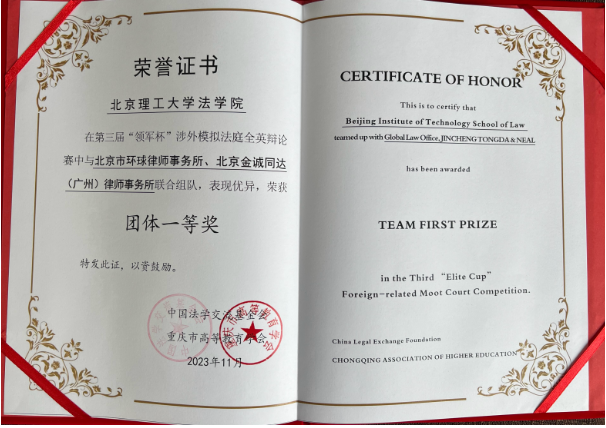 荣誉证书
北京理工大学法学院
在第三届“领军杯”涉外模拟法庭全英辩论
赛中与北京市环球律师事务所、北京金诚同达
（广州）律师事务所联合组队，表现优异，荣获
团体一等奖
特发此证，以资鼓励。
中国法学交流基金会
重庆市高等教育学会
2023年11月
CERTIFICATE OF HONOR
This is to certify that
Beijing Institute of Technology School of Law
teamed up with Global Law Office, JINCHENG TONGDA & NEAL
has been awarded
TEAM FIRST PRIZE
in the Third “Elite Cup”
Foreign-related Moot Court Competition.
China Legal Exchange Foundation
CHONGQING ASSOCIATION OF HIGHER EDUCATION